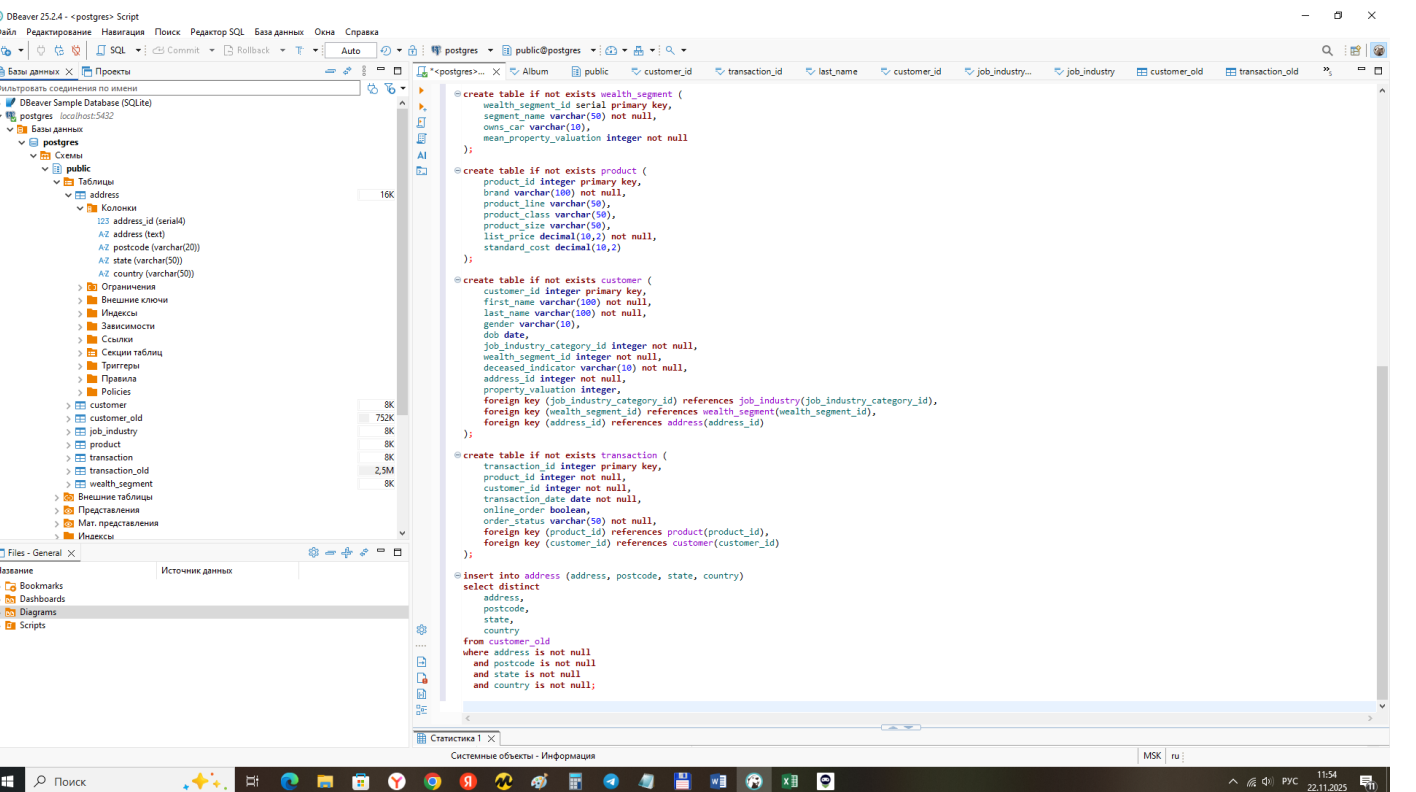 DBeaver 25.2.4 - <postgres> Script
айл Редактирование Навигация Поиск Редактор SQL База данных Окна Справка
SQL Commit Rollback Auto postgres public@postgres
Базы данных Проекты
ильтровать соединения по имени
DBeaver Sample Database (SQLite)
postgres localhost:5432
Базы данных
postgres
Схемы
public
Таблицы
address 16K
Колонки
123 address_id (serial4)
A-Z address (text)
A-Z postcode (varchar(20))
A-Z state (varchar(50))
A-Z country (varchar(50))
Ограничения
Внешние ключи
Индексы
Зависимости
Ссылки
Секции таблиц
Триггеры
Правила
Policies
customer 8K
customer_old 752K
job_industry 8K
product 8K
transaction 8K
transaction_old 2,5M
wealth_segment 8K
Внешние таблицы
Представления
Мат. представления
Индексы
Files - General
азвание Источник данных
Bookmarks
Dashboards
Diagrams
Scripts
*<postgres>... Album public customer_id transaction_id last_name customer_id job_industry... job_industry customer_old transaction_old »5
AI
create table if not exists wealth_segment (
wealth_segment_id serial primary key,
segment_name varchar(50) not null,
owns_car varchar(10),
mean_property_valuation integer not null
);
create table if not exists product (
product_id integer primary key,
brand varchar(100) not null,
product_line varchar(50),
product_class varchar(50),
product_size varchar(50),
list_price decimal(10,2) not null,
standard_cost decimal(10,2)
);
create table if not exists customer (
customer_id integer primary key,
first_name varchar(100) not null,
last_name varchar(100) not null,
gender varchar(10),
dob date,
job_industry_category_id integer not null,
wealth_segment_id integer not null,
deceased_indicator varchar(10) not null,
address_id integer not null,
property_valuation integer,
foreign key (job_industry_category_id) references job_industry(job_industry_category_id),
foreign key (wealth_segment_id) references wealth_segment(wealth_segment_id),
foreign key (address_id) references address(address_id)
);
create table if not exists transaction (
transaction_id integer primary key,
product_id integer not null,
customer_id integer not null,
transaction_date date not null,
online_order boolean,
order_status varchar(50) not null,
foreign key (product_id) references product(product_id),
foreign key (customer_id) references customer(customer_id)
);
insert into address (address, postcode, state, country)
select distinct
address,
postcode,
state,
country
from customer_old
where address is not null
and postcode is not null
and state is not null
and country is not null;
Статистика 1
Системные объекты - Информация
MSK ru
Поиск
РУС
11:54
22.11.2025